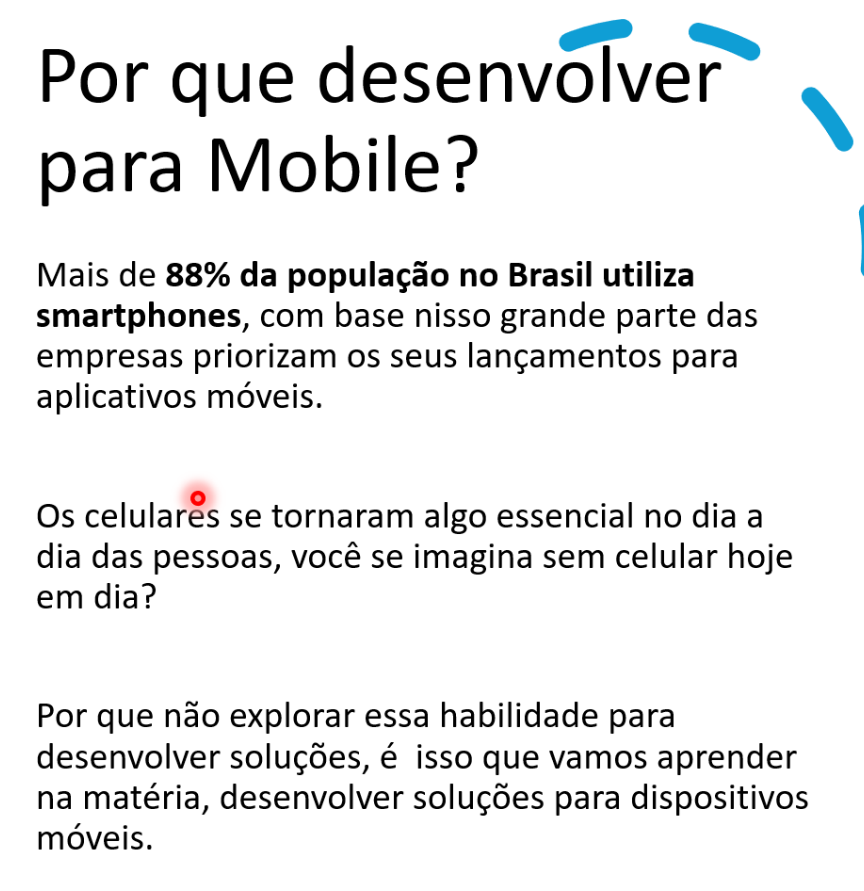 Por que desenvolver
para Mobile?
Mais de 88% da população no Brasil utiliza
smartphones, com base nisso grande parte das
empresas priorizam os seus lançamentos para
aplicativos móveis.
Os celulares se tornaram algo essencial no dia a
dia das pessoas, você se imagina sem celular hoje
em dia?
Por que não explorar essa habilidade para
desenvolver soluções, é  isso que vamos aprender
na matéria, desenvolver soluções para dispositivos
móveis.